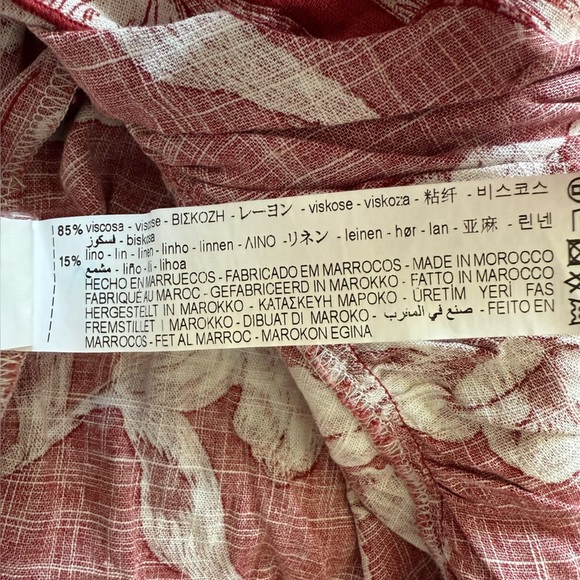 85% viscosa - viscose - ΒΙΣΚΟΖΗ - レーヨン - viskose - viskoza - 粘纤 - 비스코스
فسكوز - biskoza
15% lino - lin - linen - linho - linnen - ΛΙΝΟ - リネン - leinen - hør - lan - 亚麻 - 린넨
مشمع - liño - lli - lihoa
HECHO EN MARRUECOS - FABRICADO EM MARROCOS - MADE IN MOROCCO
FABRIQUÉ AU MAROC - GEFABRICEERD IN MAROKKO - FATTO IN MAROCCO
HERGESTELLT IN MAROKKO - ΚΑΤΑΣΚΕΥΗ ΜΑΡΟΚΟ - ÜRETİM YERİ FAS
FREMSTILLET I MAROKKO - DIBUAT DI MAROKO - صنع في المغرب - FEITO EN
MARROCOS - FET AL MARROC - MAROKON EGINA